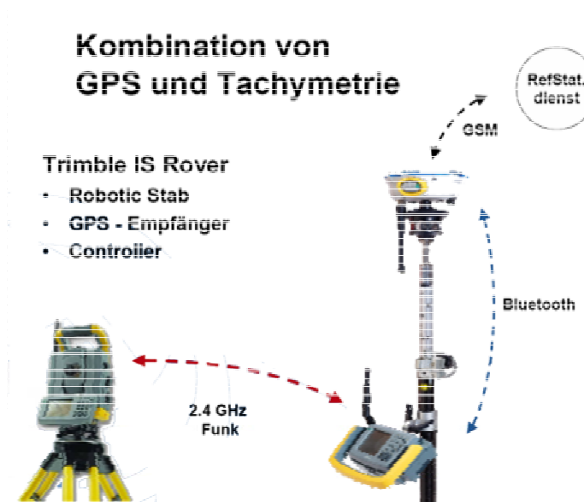 Kombination von
GPS und Tachymetrie
RefStat.
dienst
GSM
Trimble IS Rover
• Robotic Stab
• GPS - Empfänger
• Controller
Bluetooth
2.4 GHz
Funk